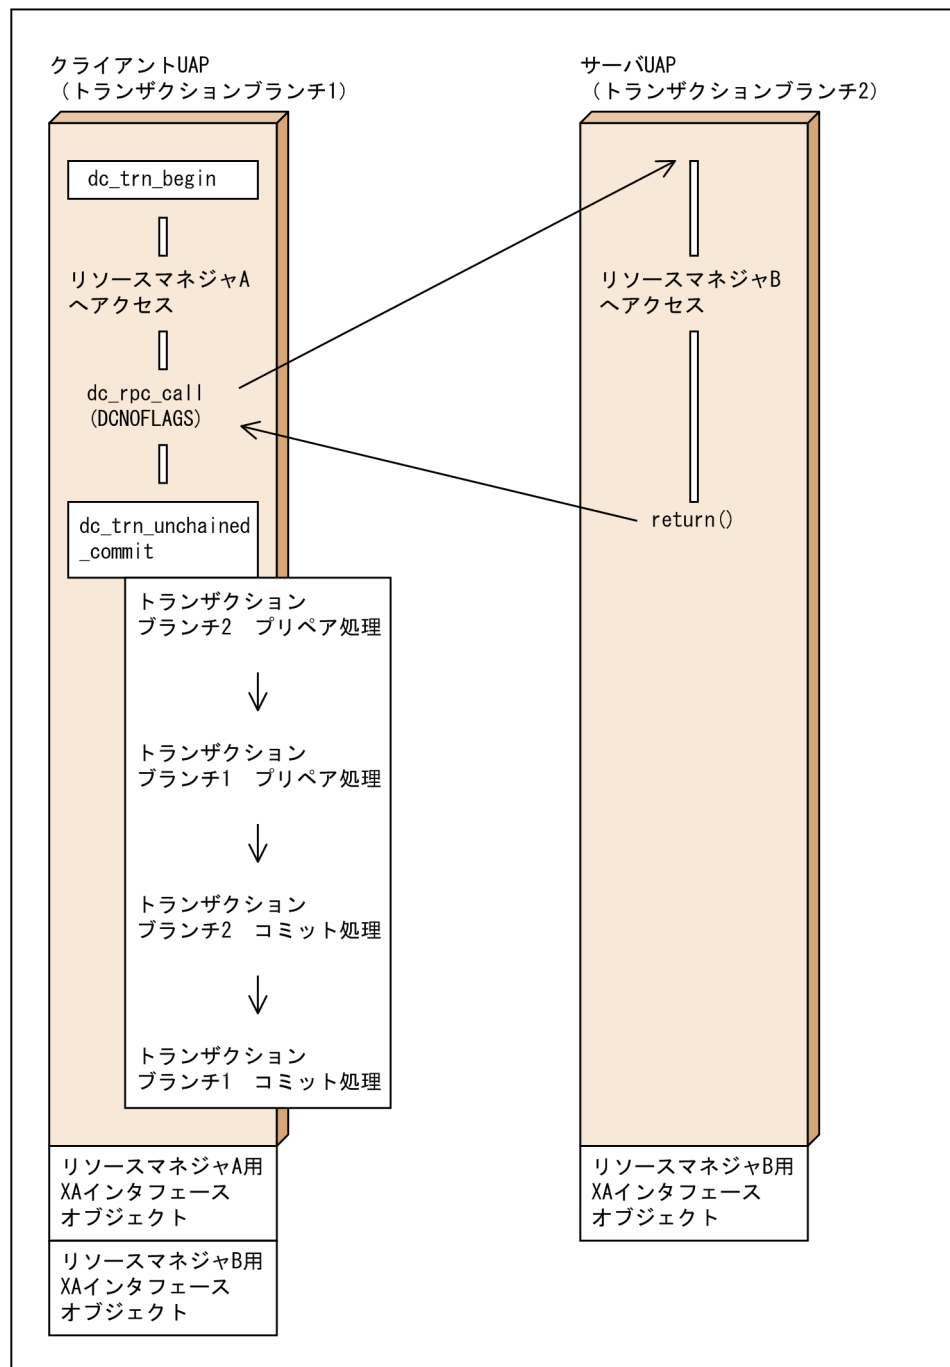 クライアントUAP
(トランザクションブランチ1)
dc_trn_begin
リソースマネジャA
へアクセス
dc_rpc_call
(DCNOFLAGS)
dc_trn_unchained
_commit
トランザクション
ブランチ2　プリペア処理
トランザクション
ブランチ1　プリペア処理
トランザクション
ブランチ2　コミット処理
トランザクション
ブランチ1　コミット処理
リソースマネジャA用
XAインタフェース
オブジェクト
リソースマネジャB用
XAインタフェース
オブジェクト
サーバUAP
(トランザクションブランチ2)
リソースマネジャB
へアクセス
return()
リソースマネジャB用
XAインタフェース
オブジェクト